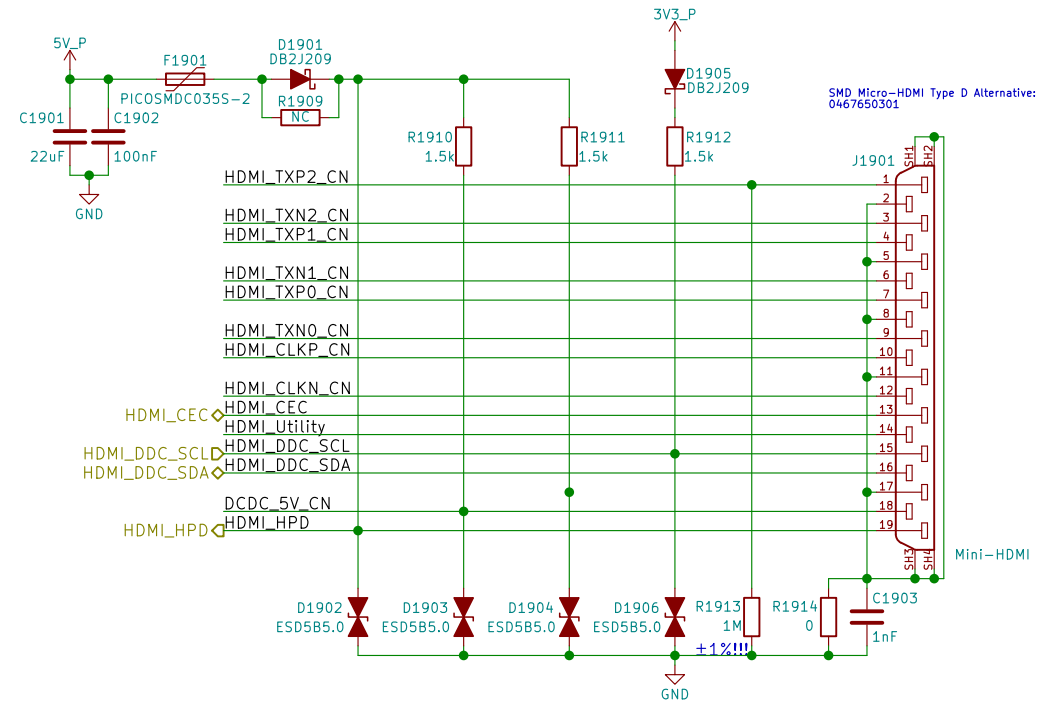 3V3_P
5V_P
D1901
DB2J209
F1901
PICOSMDC035S-2
R1909
NC
D1905
DB2J209
SMD Micro-HDMI Type D Alternative:
0467650301
C1901
22uF
C1902
100nF
GND
R1910
1.5k
R1911
1.5k
R1912
1.5k
J1901
SH1
SH2
HDMI_TXP2_CN
1
2
HDMI_TXN2_CN
3
HDMI_TXP1_CN
4
5
HDMI_TXN1_CN
6
HDMI_TXP0_CN
7
8
HDMI_TXN0_CN
9
HDMI_CLKP_CN
10
11
HDMI_CLKN_CN
12
HDMI_CEC
HDMI_CEC
13
HDMI_Utility
14
HDMI_DDC_SCL
HDMI_DDC_SCL
15
HDMI_DDC_SDA
HDMI_DDC_SDA
16
17
DCDC_5V_CN
18
HDMI_HPD
HDMI_HPD
19
SH3
SH4
Mini-HDMI
D1902
ESD5B5.0
D1903
ESD5B5.0
D1904
ESD5B5.0
D1906
ESD5B5.0
R1913
1M
±1%!!!
R1914
0
C1903
1nF
GND